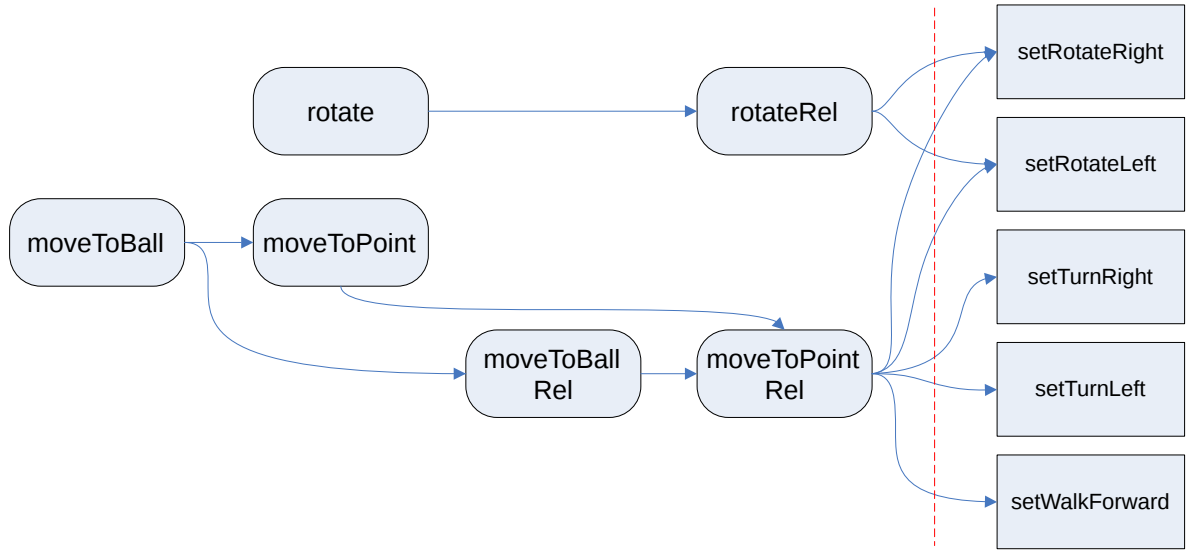 setRotateRight
rotate
rotateRel
setRotateLeft
moveToBall
moveToPoint
setTurnRight
moveToBall
Rel
moveToPoint
Rel
setTurnLeft
setWalkForward